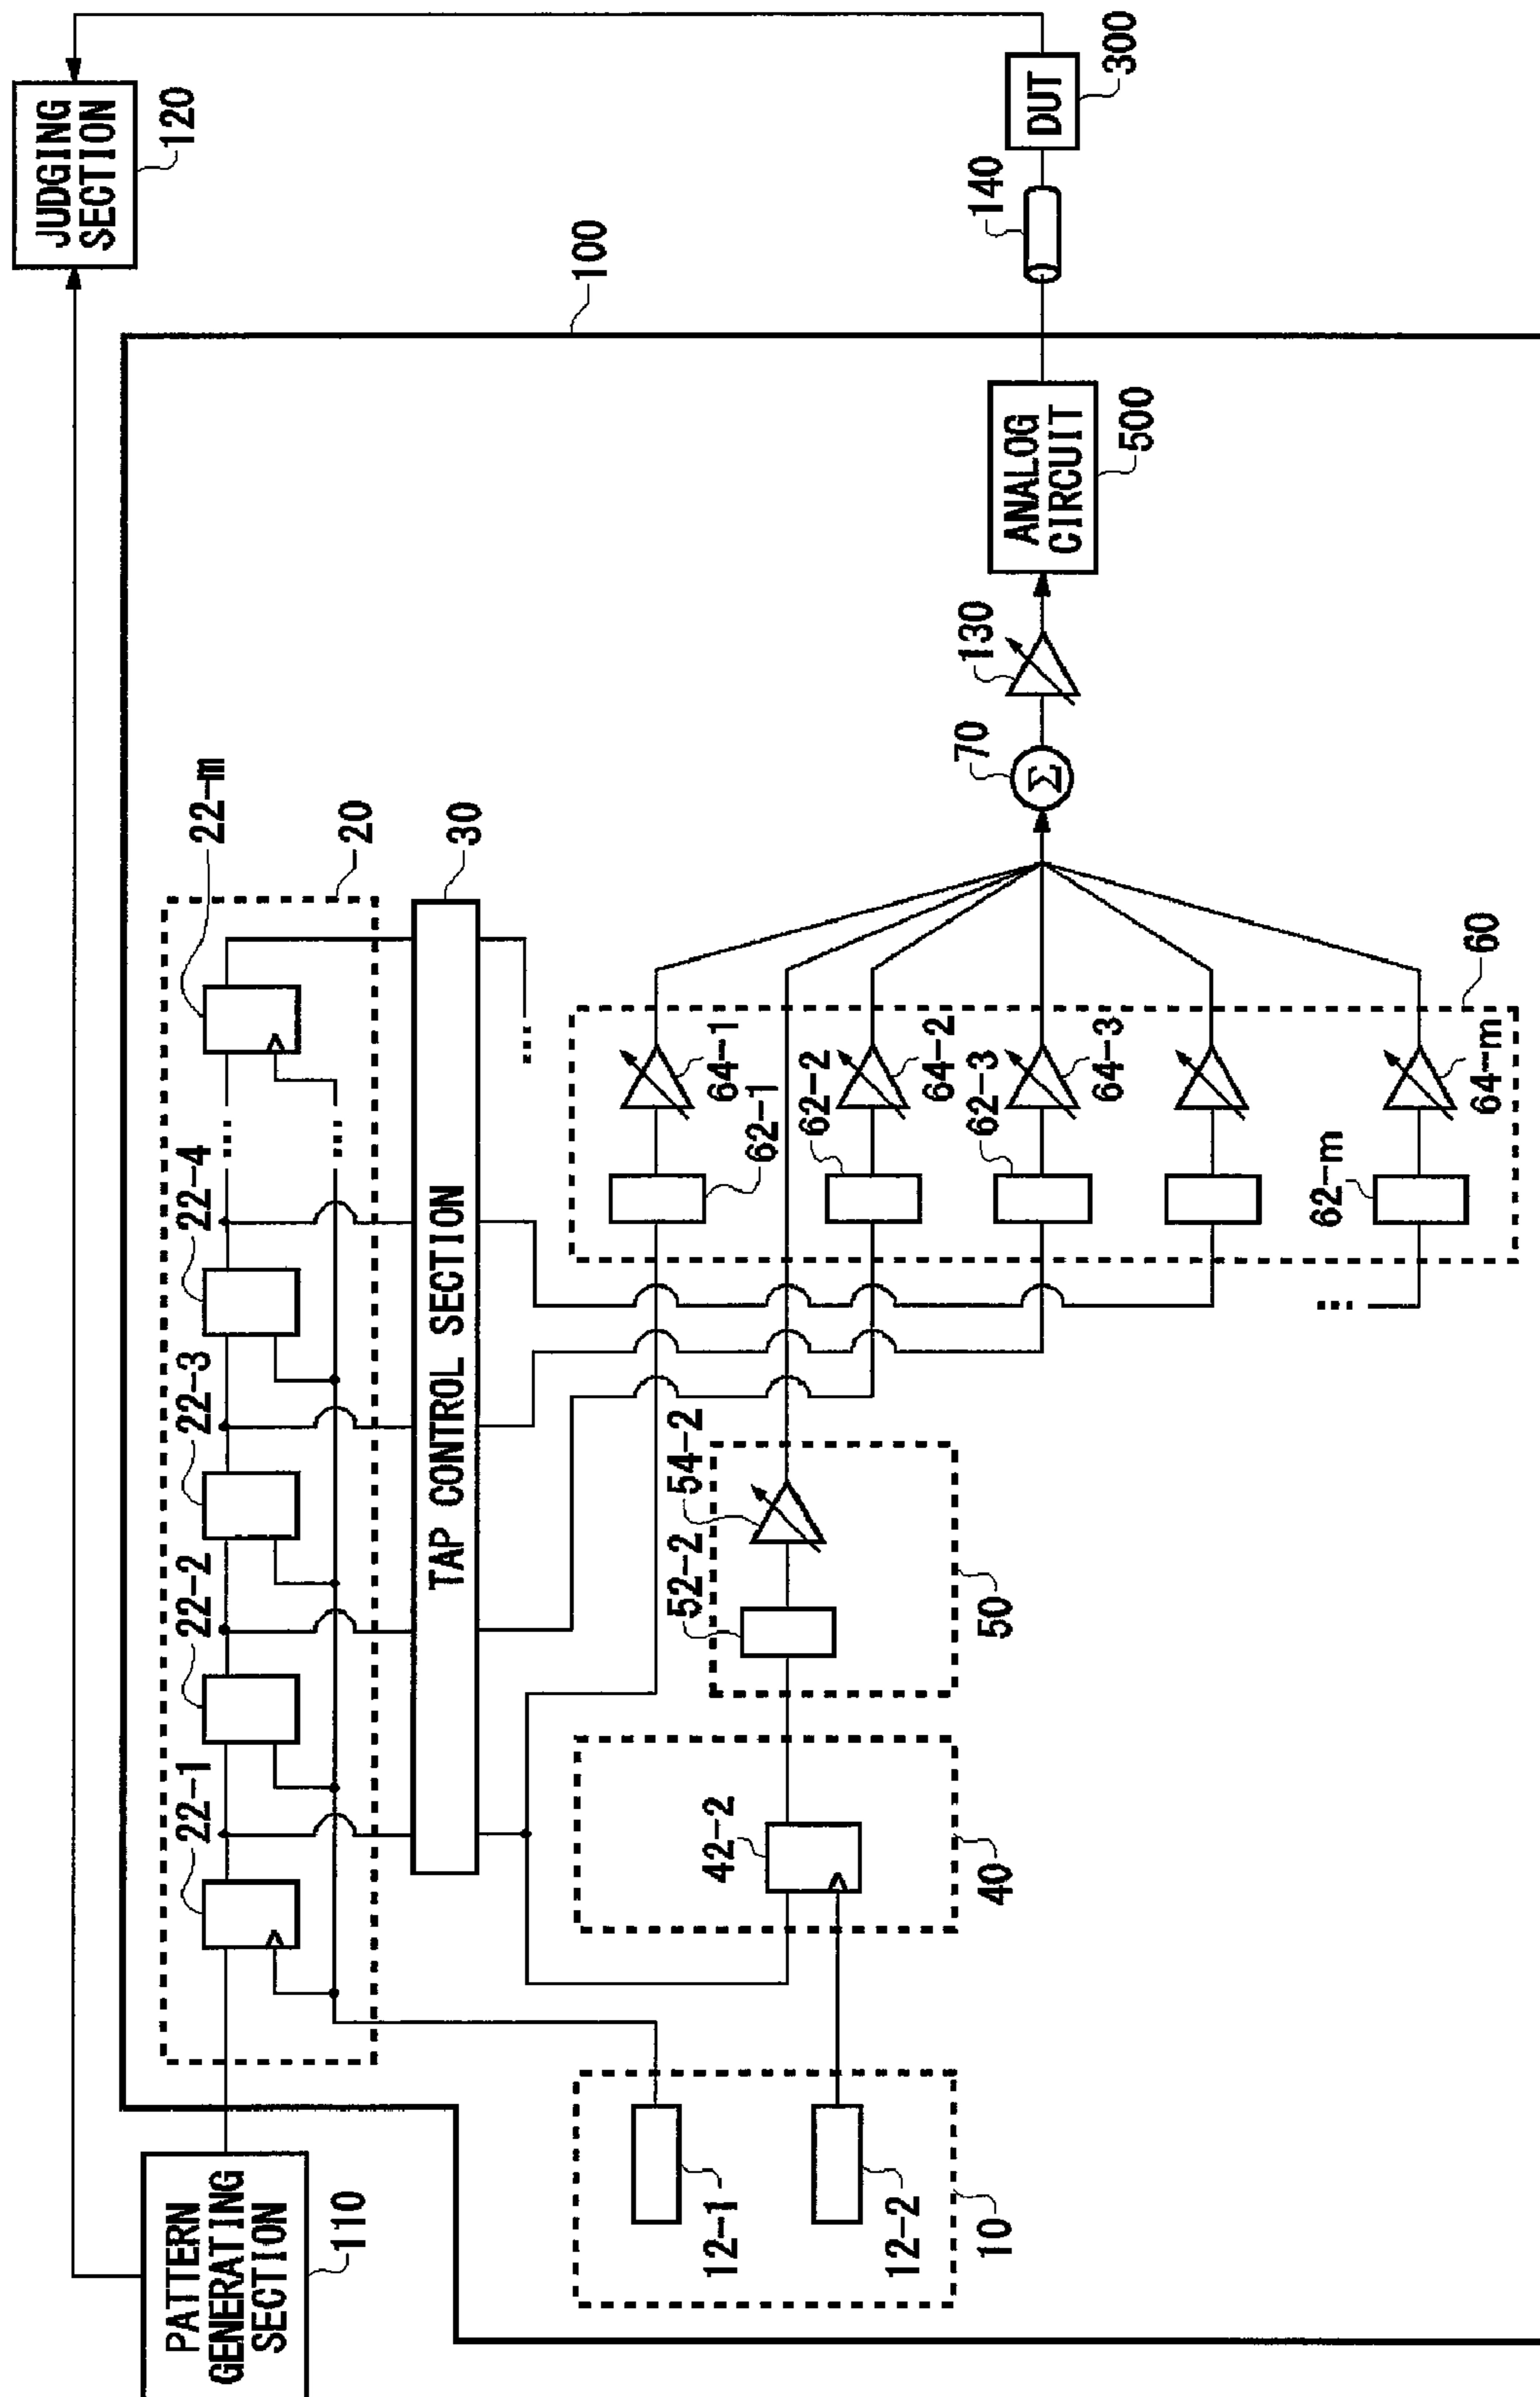 PATTERN
GENERATING
SECTION
110
JUDGING
SECTION
120
100
22-1
22-2
22-3
22-4
22-m
20
TAP CONTROL SECTION
30
12-1
12-2
10
42-2
40
52-2
54-2
50
62-1
64-1
62-2
64-2
62-3
64-3
62-m
64-m
60
70
Σ
130
ANALOG
CIRCUIT
500
140
DUT
300